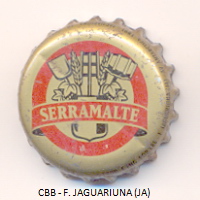 SERRAMALTE
CBB - F. JAGUARIUNA (JA)